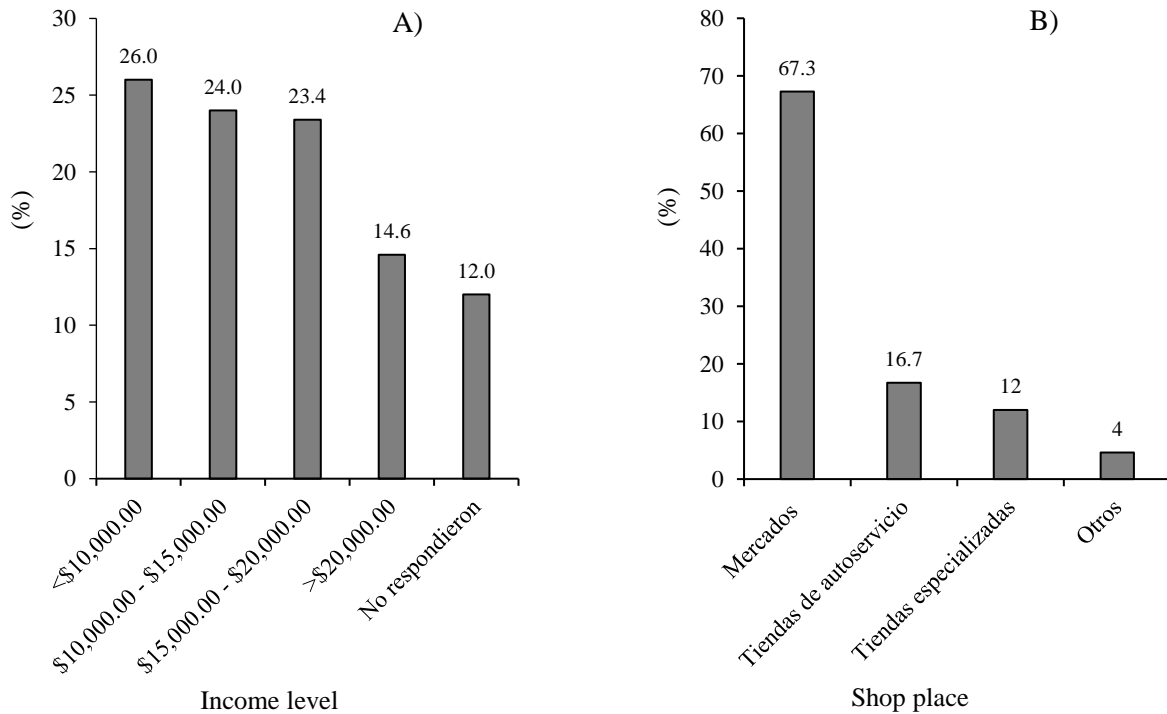 A)
(%)
30
25
20
15
10
5
0
26.0
24.0
23.4
14.6
12.0
<$10,000.00
$10,000.00 - $15,000.00
$15,000.00 - $20,000.00
>$20,000.00
No respondieron
Income level
B)
(%)
80
70
60
50
40
30
20
10
0
67.3
16.7
12
4
Mercados
Tiendas de autoservicio
Tiendas especializadas
Otros
Shop place